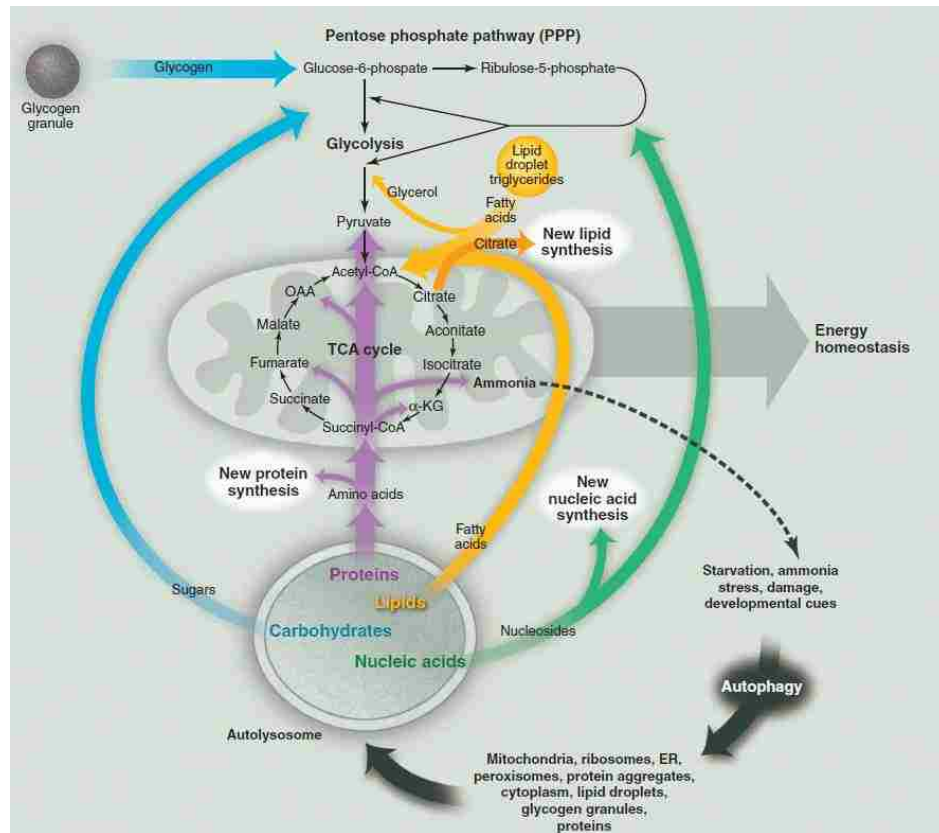 Pentose phosphate pathway (PPP)
Glycogen
Glucose-6-phospate
Ribulose-5-phosphate
Glycogen
granule
Glycolysis
Lipid
droplet
triglycerides
Glycerol
Fatty
acids
Pyruvate
Citrate
New lipid
synthesis
Acetyl-CoA
OAA
Citrate
Malate
Aconitate
TCA cycle
Energy
homeostasis
Fumarate
Isocitrate
Ammonia
Succinate
α-KG
Succinyl-CoA
New protein
synthesis
Amino acids
New
nucleic acid
synthesis
Fatty
acids
Proteins
Lipids
Sugars
Carbohydrates
Nucleic acids
Nucleosides
Starvation, ammonia
stress, damage,
developmental cues
Autophagy
Autolysosome
Mitochondria, ribosomes, ER,
peroxisomes, protein aggregates,
cytoplasm, lipid droplets,
glycogen granules,
proteins